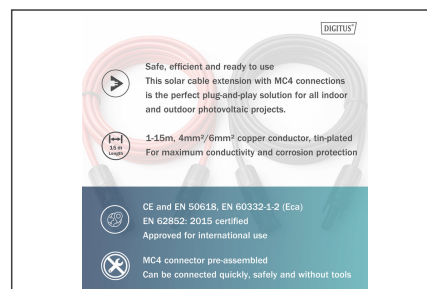 DIGITUS®
Safe, efficient and ready to use
This solar cable extension with MC4 connections
is the perfect plug-and-play solution for all indoor
and outdoor photovoltaic projects.
15 m
Length
1-15m, 4mm²/6mm² copper conductor, tin-plated
For maximum conductivity and corrosion protection
CE and EN 50618, EN 60332-1-2 (Eca)
EN 62852: 2015 certified
Approved for international use
MC4 connector pre-assembled
Can be connected quickly, safely and without tools